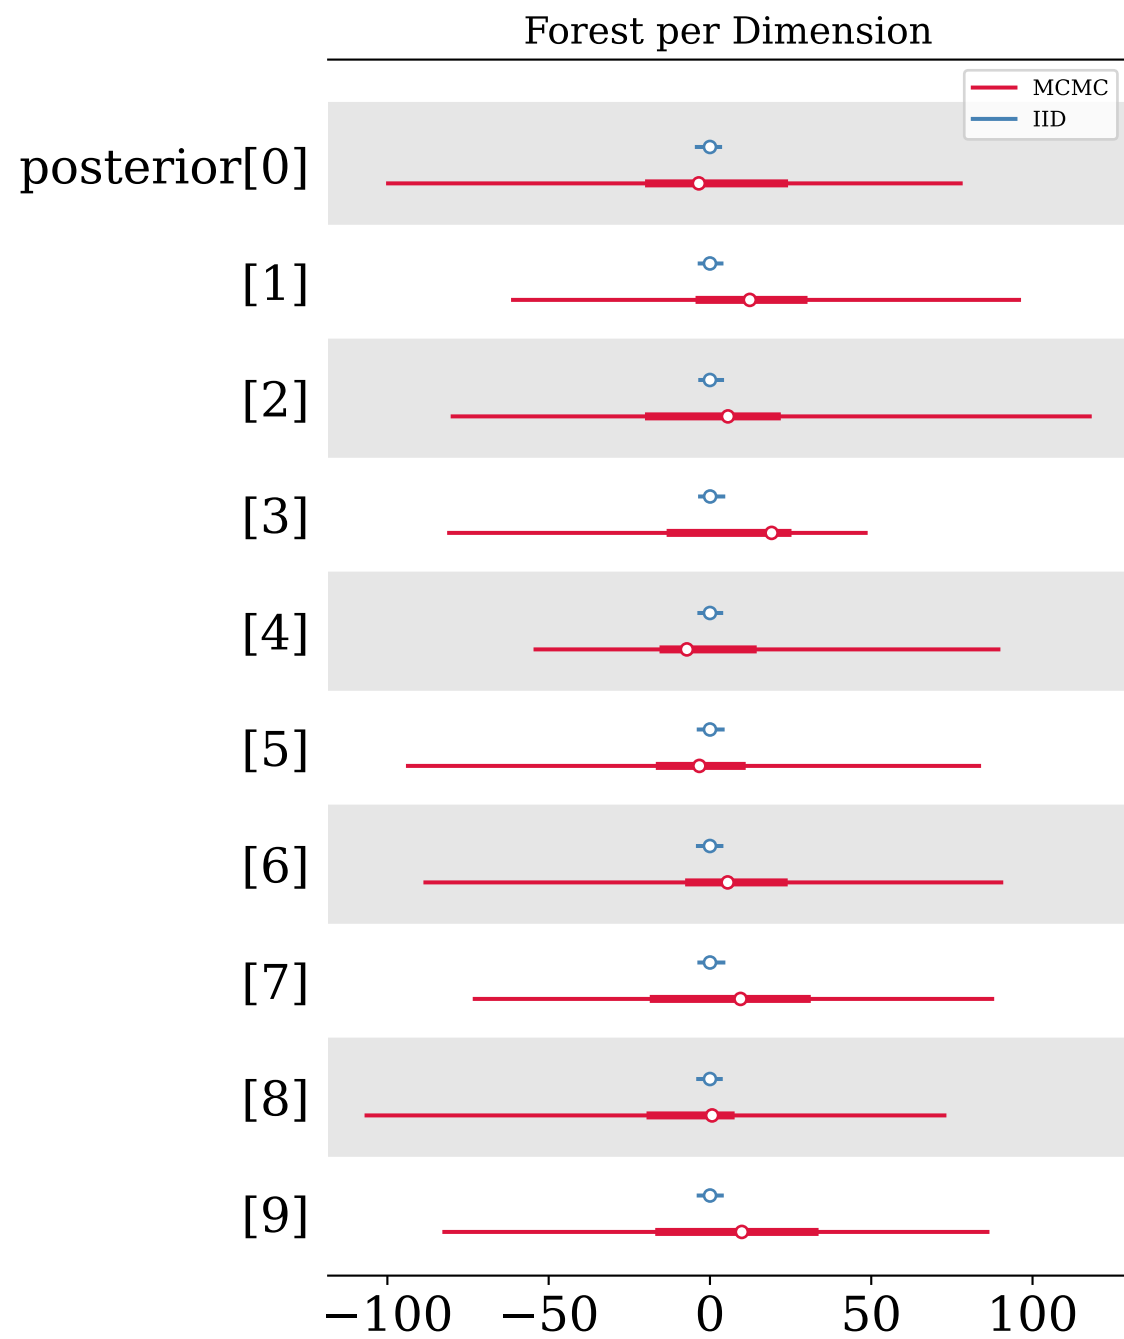 Forest per Dimension
MCMC
IID
posterior[0]
[1]
[2]
[3]
[4]
[5]
[6]
[7]
[8]
[9]
−100 −50 0 50 100